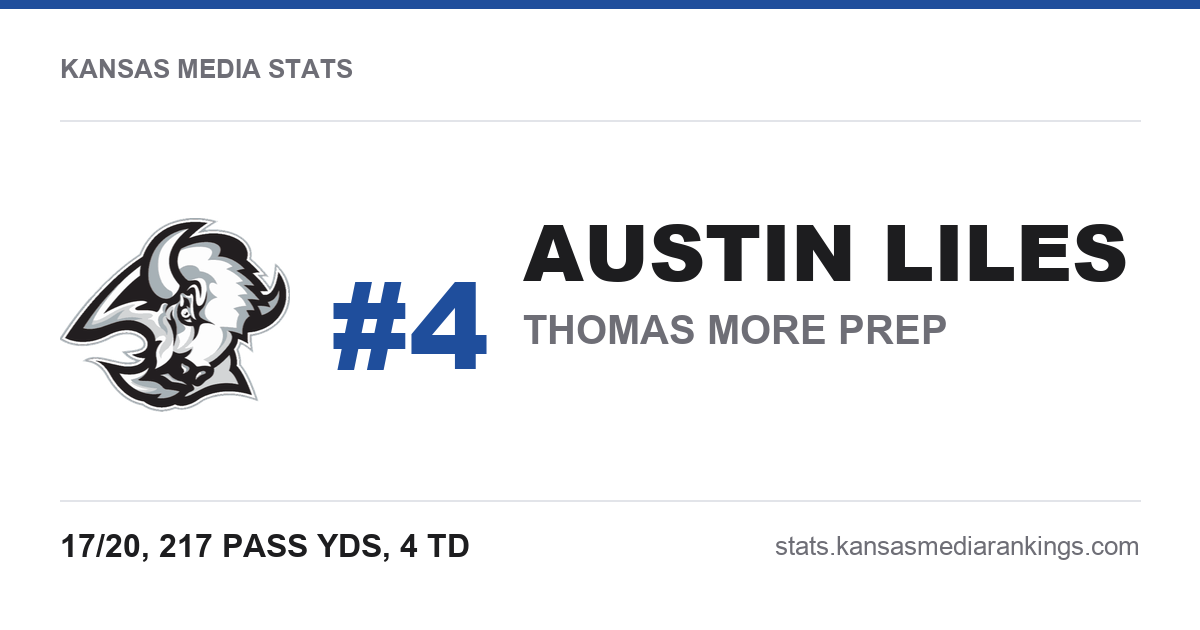 KANSAS MEDIA STATS
#4
AUSTIN LILES
THOMAS MORE PREP
17/20, 217 PASS YDS, 4 TD
stats.kansasmediarankings.com